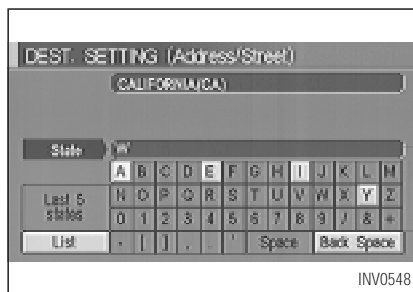 DEST. SETTING (Address/Street)
CALIFORNIA(CA)
State W
A B C D E F G H I J K L M
N O P Q R S T U V W X Y Z
Last 5 states
0 1 2 3 4 5 6 7 8 9 / & +
List - [ ] , . ' Space Back Space
INV0548